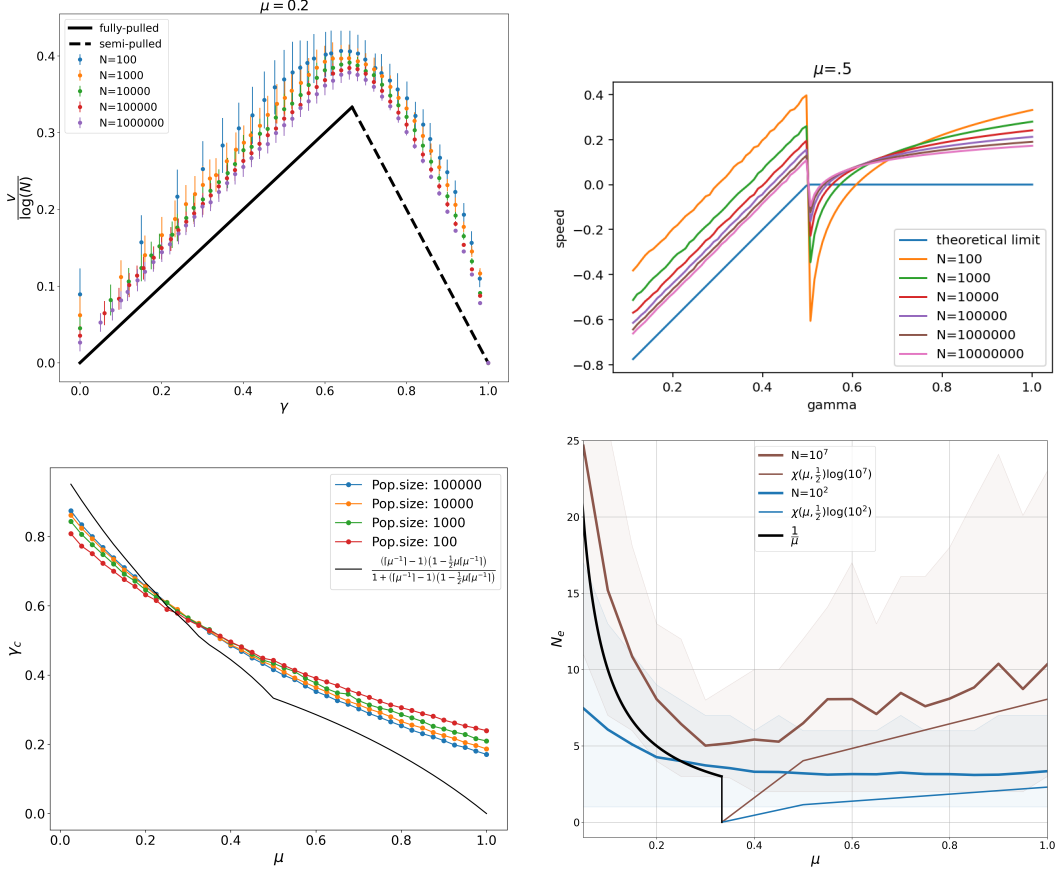 μ = 0.2
fully-pulled
semi-pulled
N=100
N=1000
N=10000
N=100000
N=1000000
0.4
0.3
0.2
0.1
0.0
v/log(N)
0.0 0.2 0.4 0.6 0.8 1.0
γ
μ=.5
0.4
0.2
0.0
−0.2
−0.4
−0.6
−0.8
speed
theoretical limit
N=100
N=1000
N=10000
N=100000
N=1000000
N=10000000
0.2 0.4 0.6 0.8 1.0
gamma
Pop.size: 100000
Pop.size: 10000
Pop.size: 1000
Pop.size: 100
((⌈μ⁻¹⌉−1)(1−½μ⌈μ⁻¹⌉)
1+((⌈μ⁻¹⌉−1)(1−½μ⌈μ⁻¹⌉)
0.8
0.6
0.4
0.2
0.0
γc
0.0 0.2 0.4 0.6 0.8 1.0
μ
N=10⁷
χ(μ, ½)log(10⁷)
N=10²
χ(μ, ½)log(10²)
1/μ
25
20
15
10
5
0
Nₑ
0.2 0.4 0.6 0.8 1.0
μ